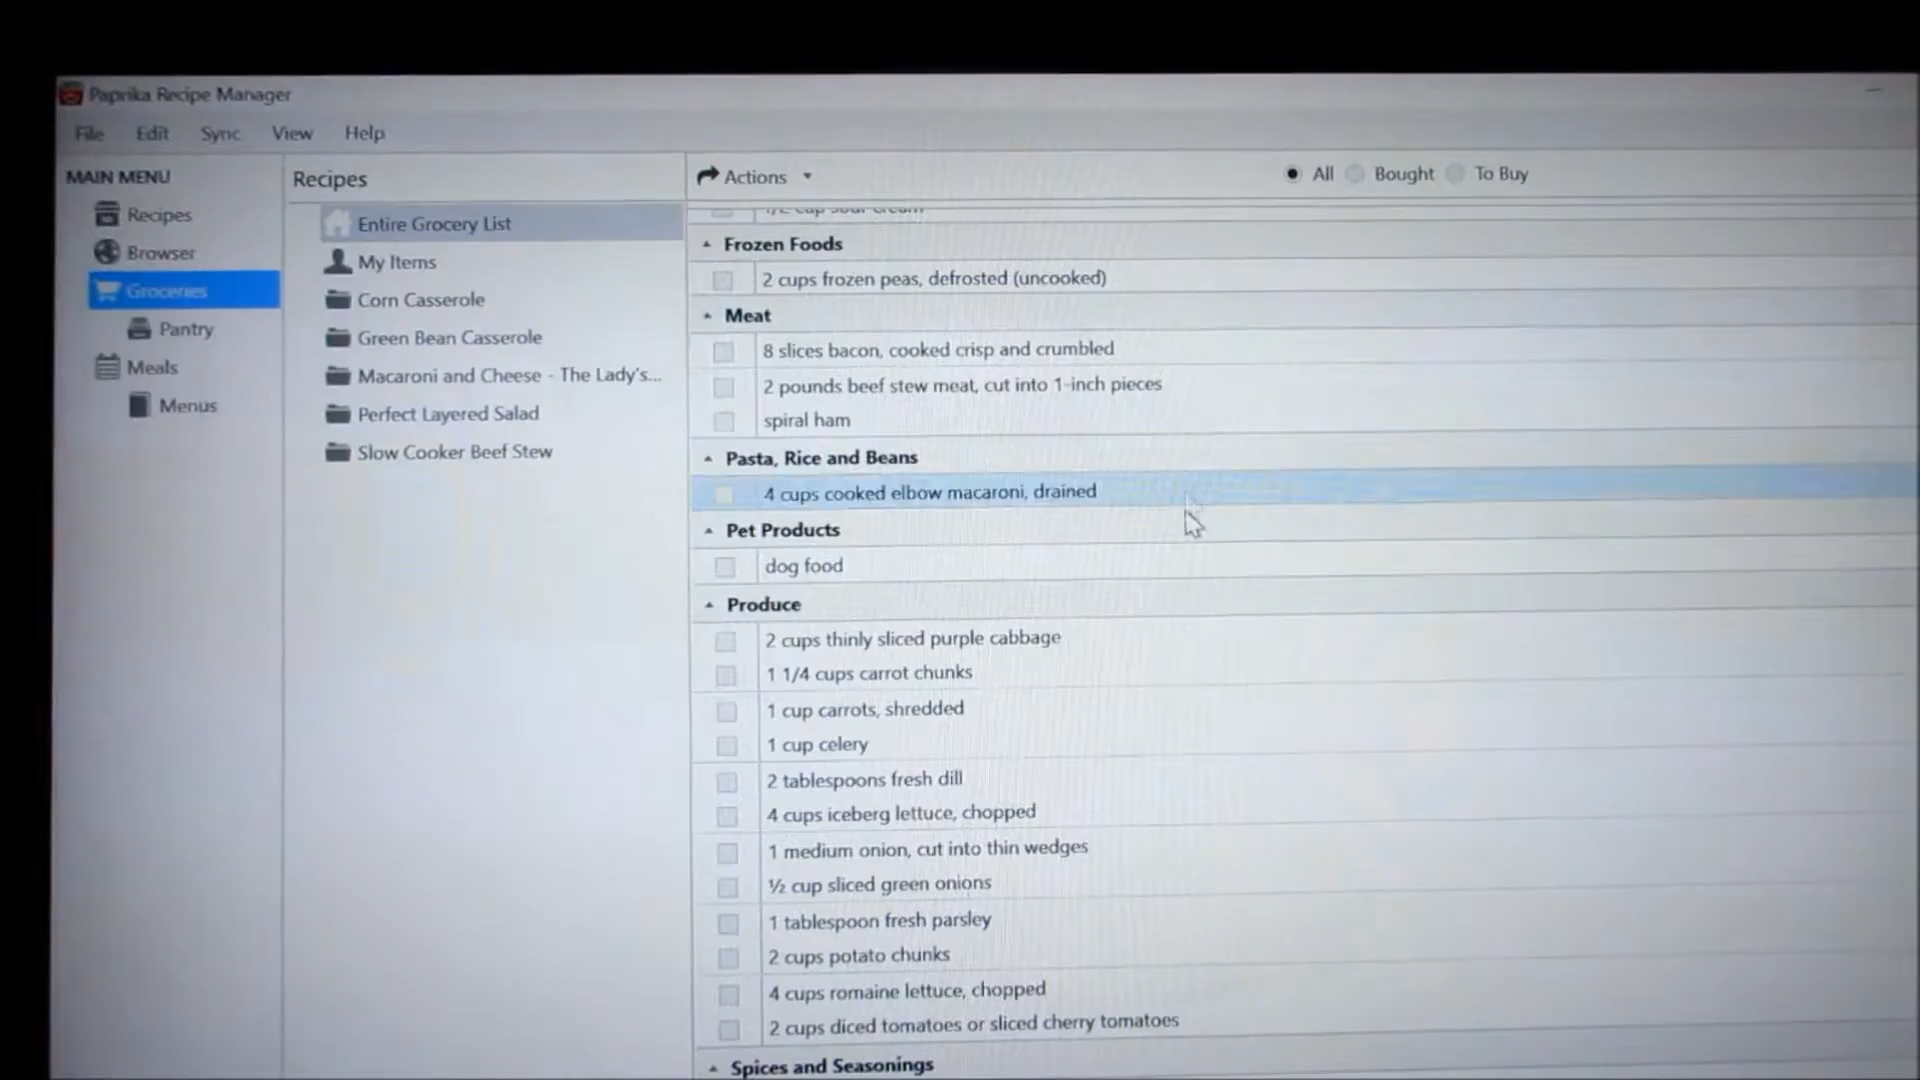 Paprika Recipe Manager
File Edit Sync View Help
MAIN MENU
Recipes
Browser
Groceries
Pantry
Meals
Menus
Recipes
Entire Grocery List
My Items
Corn Casserole
Green Bean Casserole
Macaroni and Cheese - The Lady's...
Perfect Layered Salad
Slow Cooker Beef Stew
Actions
All Bought To Buy
1/2 cup sour cream
Frozen Foods
2 cups frozen peas, defrosted (uncooked)
Meat
8 slices bacon, cooked crisp and crumbled
2 pounds beef stew meat, cut into 1-inch pieces
spiral ham
Pasta, Rice and Beans
4 cups cooked elbow macaroni, drained
Pet Products
dog food
Produce
2 cups thinly sliced purple cabbage
1 1/4 cups carrot chunks
1 cup carrots, shredded
1 cup celery
2 tablespoons fresh dill
4 cups iceberg lettuce, chopped
1 medium onion, cut into thin wedges
½ cup sliced green onions
1 tablespoon fresh parsley
2 cups potato chunks
4 cups romaine lettuce, chopped
2 cups diced tomatoes or sliced cherry tomatoes
Spices and Seasonings